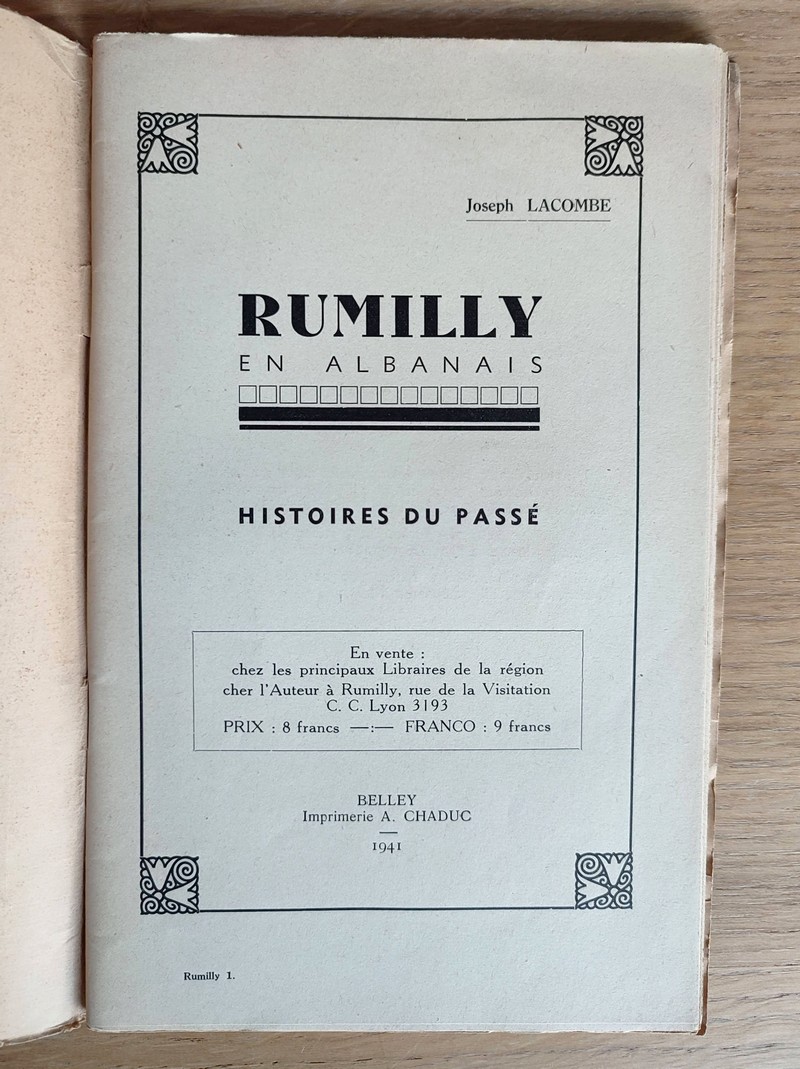 Joseph LACOMBE
RUMILLY
EN ALBANAIS
HISTOIRES DU PASSÉ
En vente :
chez les principaux Libraires de la région
cher l'Auteur à Rumilly, rue de la Visitation
C. C. Lyon 3193
PRIX : 8 francs —:— FRANCO : 9 francs
BELLEY
Imprimerie A. CHADUC
1941
Rumilly 1.